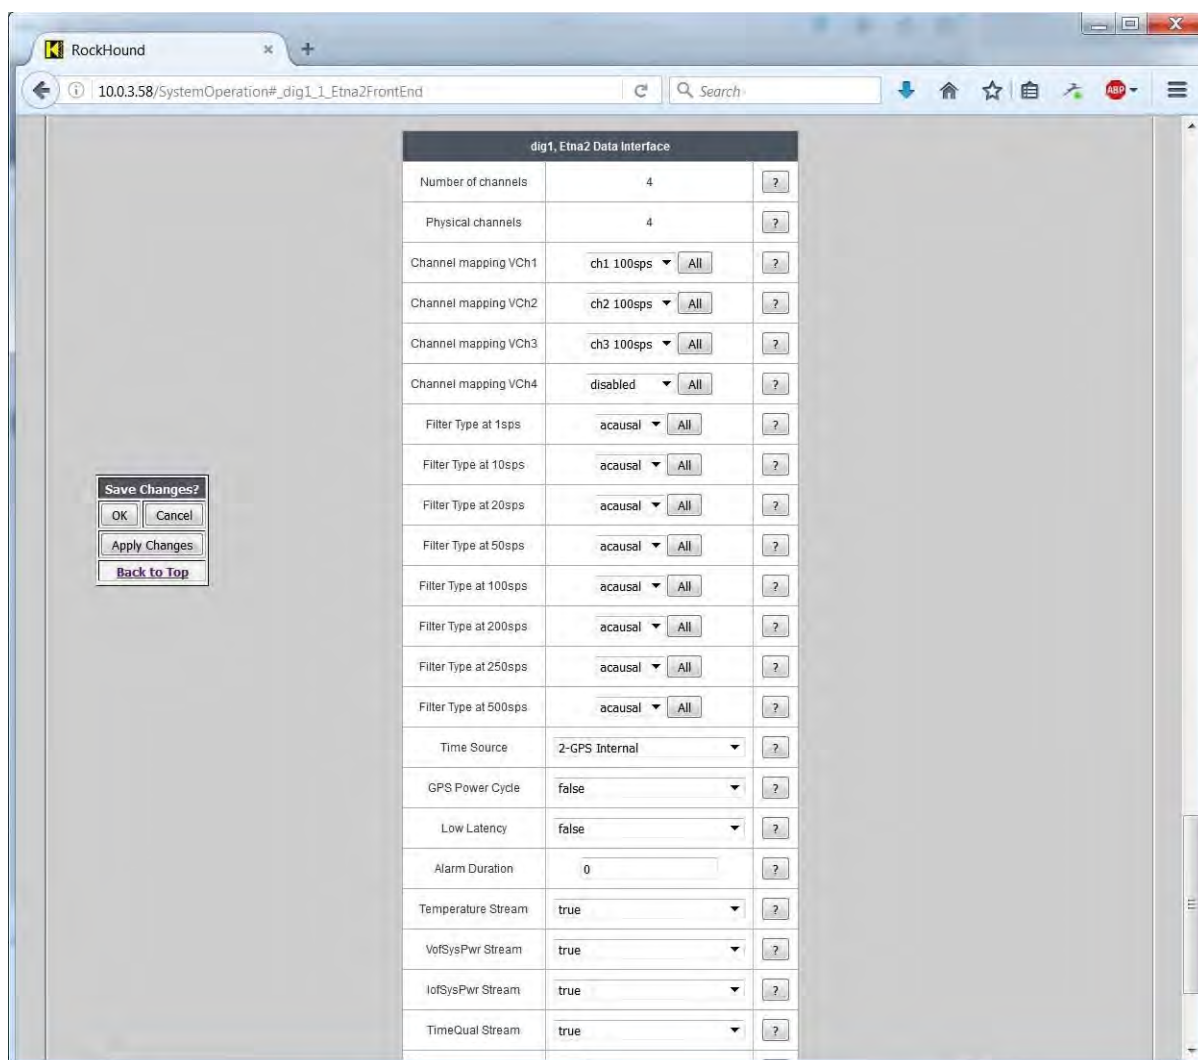 RockHound
10.0.3.58/SystemOperation#_dig1_1_Etna2FrontEnd
Search
ABP
dig1, Etna2 Data Interface
Number of channels 4 ?
Physical channels 4 ?
Channel mapping VCh1 ch1 100sps All ?
Channel mapping VCh2 ch2 100sps All ?
Channel mapping VCh3 ch3 100sps All ?
Channel mapping VCh4 disabled All ?
Filter Type at 1sps acausal All ?
Filter Type at 10sps acausal All ?
Filter Type at 20sps acausal All ?
Filter Type at 50sps acausal All ?
Filter Type at 100sps acausal All ?
Filter Type at 200sps acausal All ?
Filter Type at 250sps acausal All ?
Filter Type at 500sps acausal All ?
Time Source 2-GPS Internal ?
GPS Power Cycle false ?
Low Latency false ?
Alarm Duration 0 ?
Temperature Stream true ?
VofSysPwr Stream true ?
IofSysPwr Stream true ?
TimeQual Stream true ?
Save Changes?
OK Cancel
Apply Changes
Back to Top